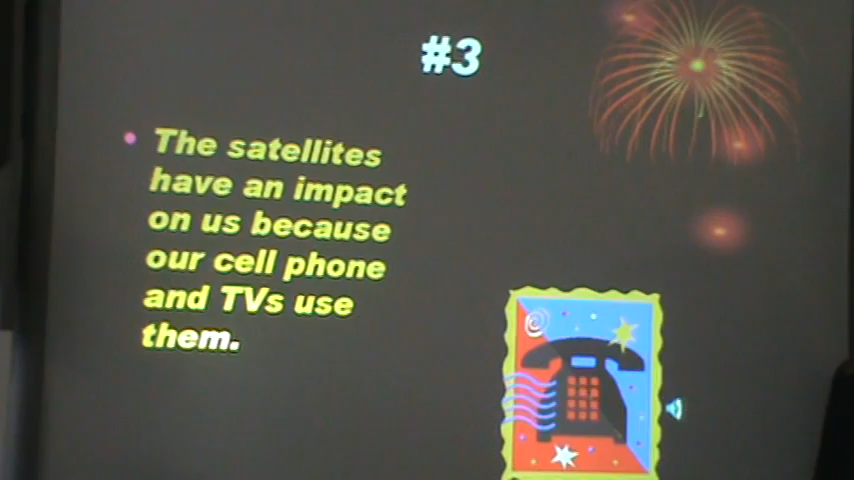 #3
The satellites
have an impact
on us because
our cell phone
and TVs use
them.